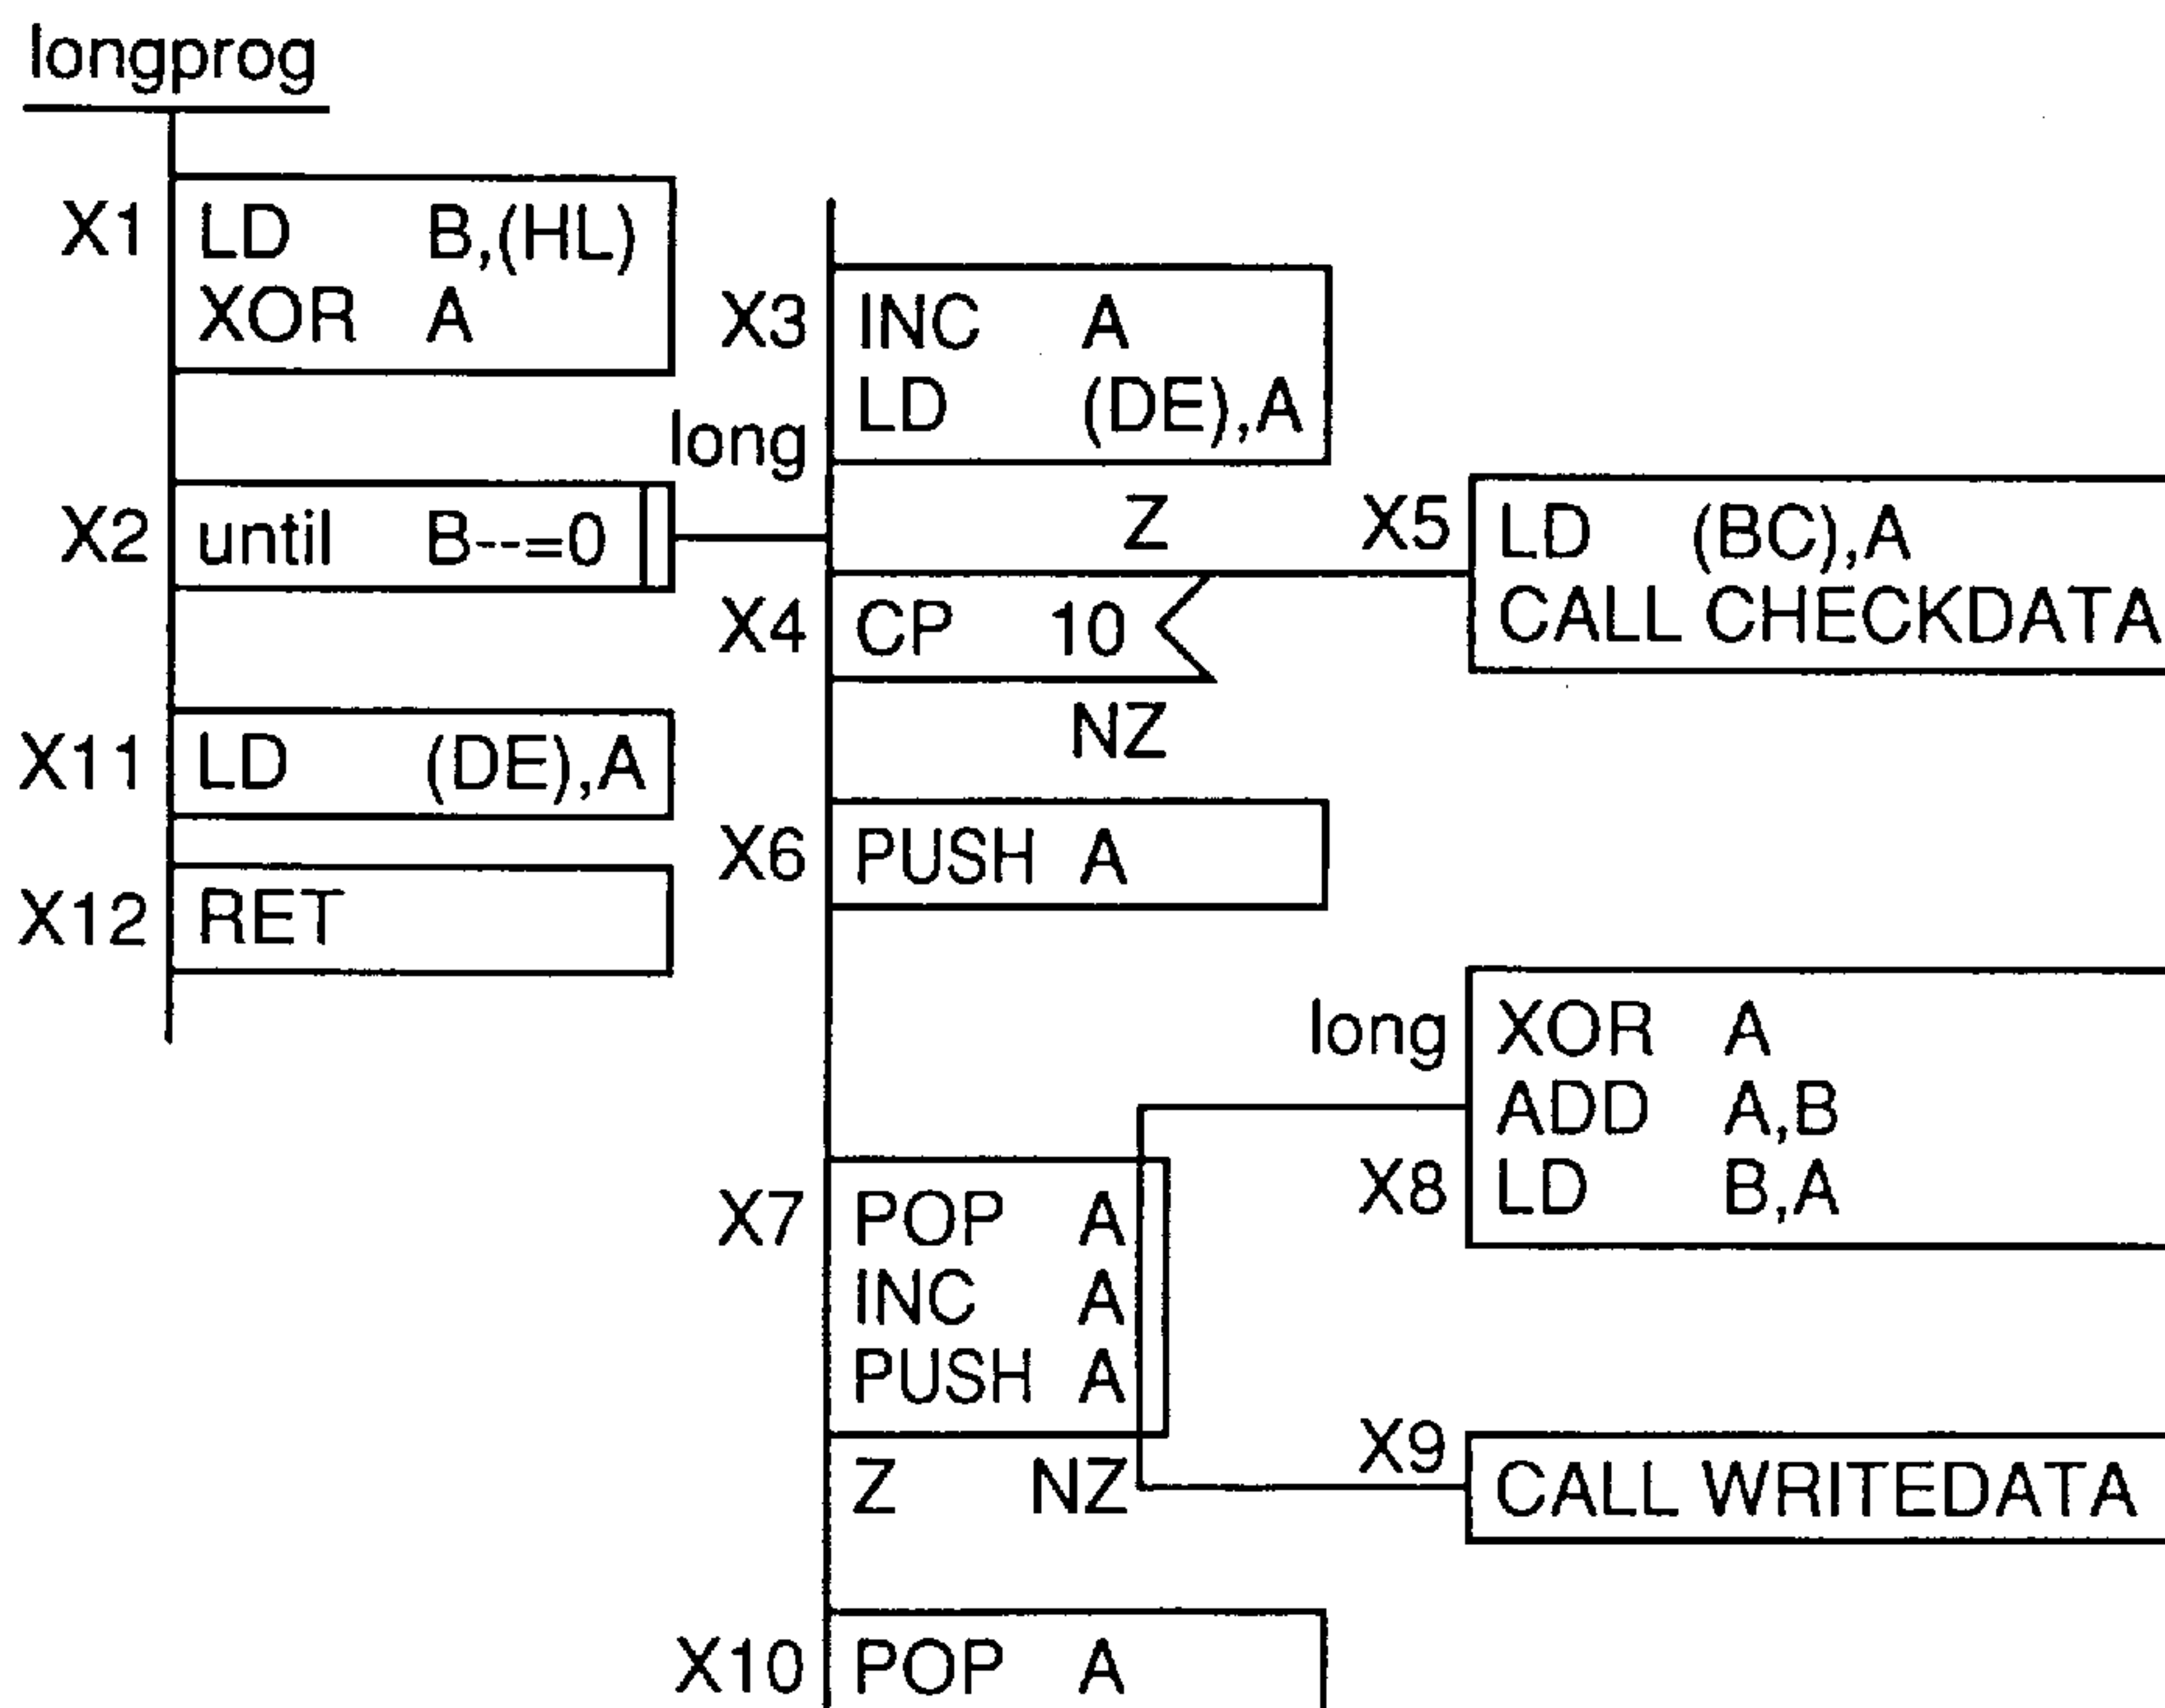 longprog
X1
LD B,(HL)
XOR A
X2
until B--=0
X11
LD (DE),A
X12
RET
long
X3
INC A
LD (DE),A
Z
X4
CP 10
NZ
X5
LD (BC),A
CALL CHECKDATA
X6
PUSH A
X7
POP A
INC A
PUSH A
Z NZ
long
X8
XOR A
ADD A,B
LD B,A
X9
CALL WRITEDATA
X10
POP A